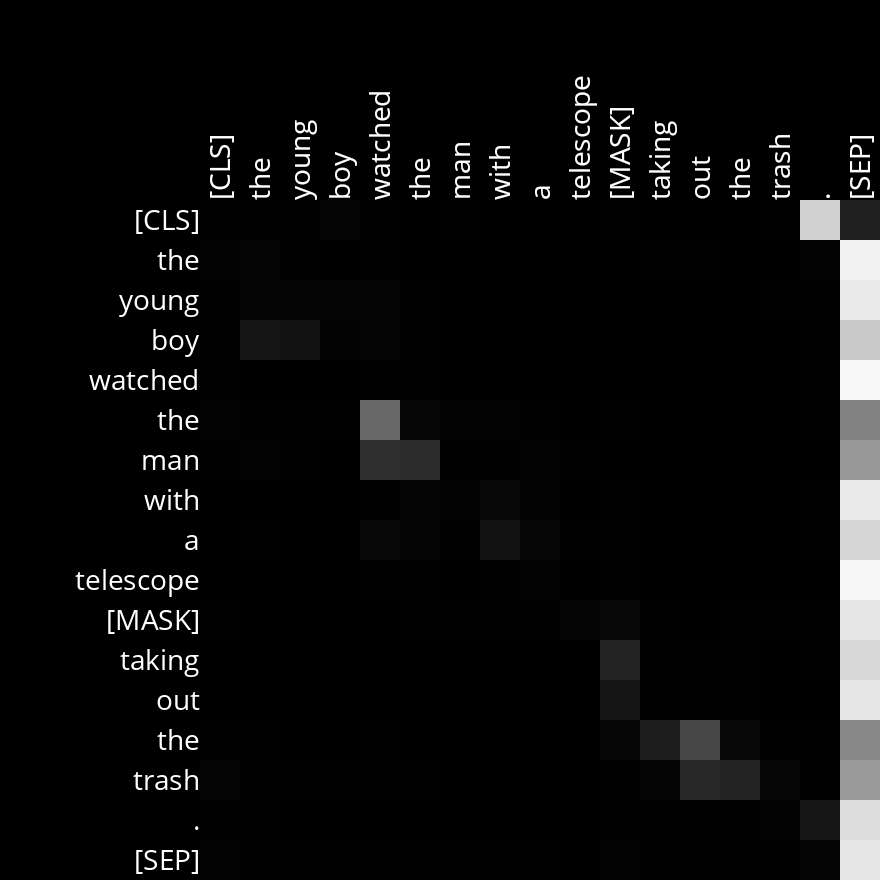 [CLS] the young boy watched the man with a telescope [MASK] taking out the trash . [SEP]
[CLS]
the
young
boy
watched
the
man
with
a
telescope
[MASK]
taking
out
the
trash
.
[SEP]